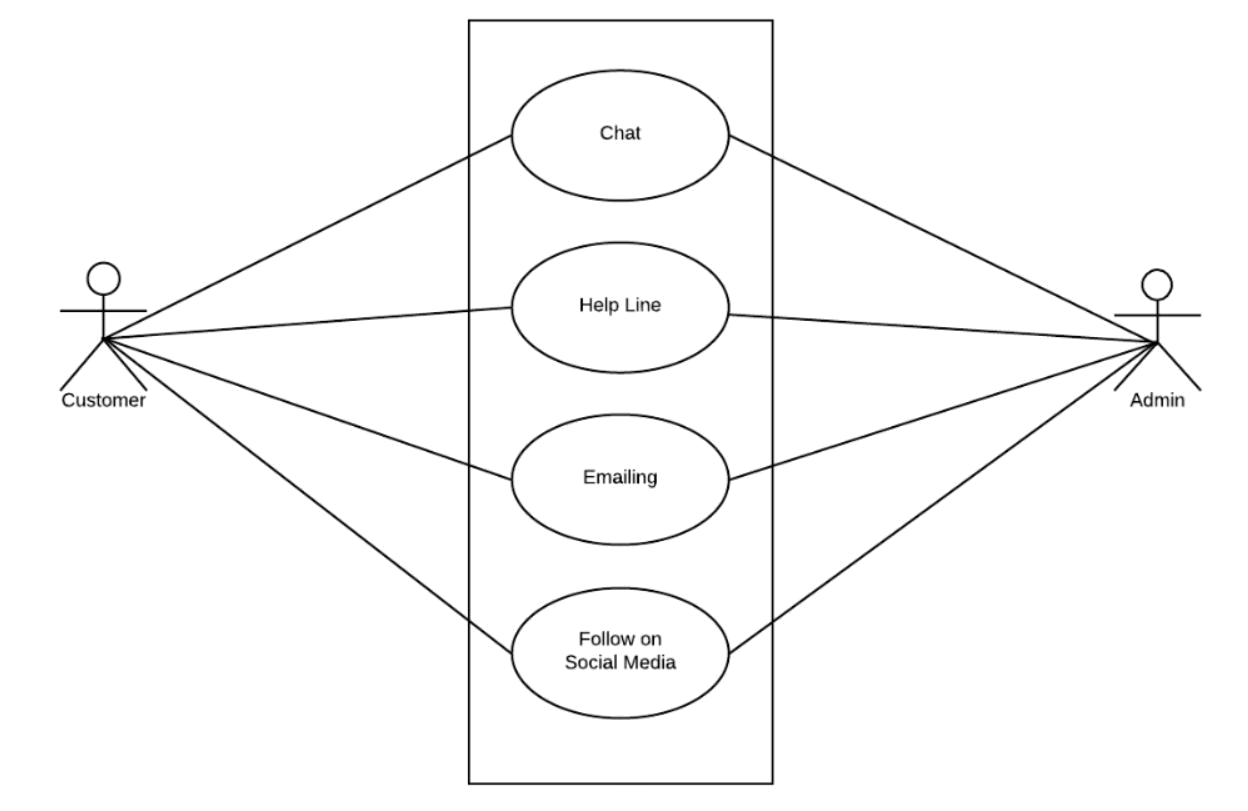 Chat
Help Line
Customer
Admin
Emailing
Follow on
Social Media